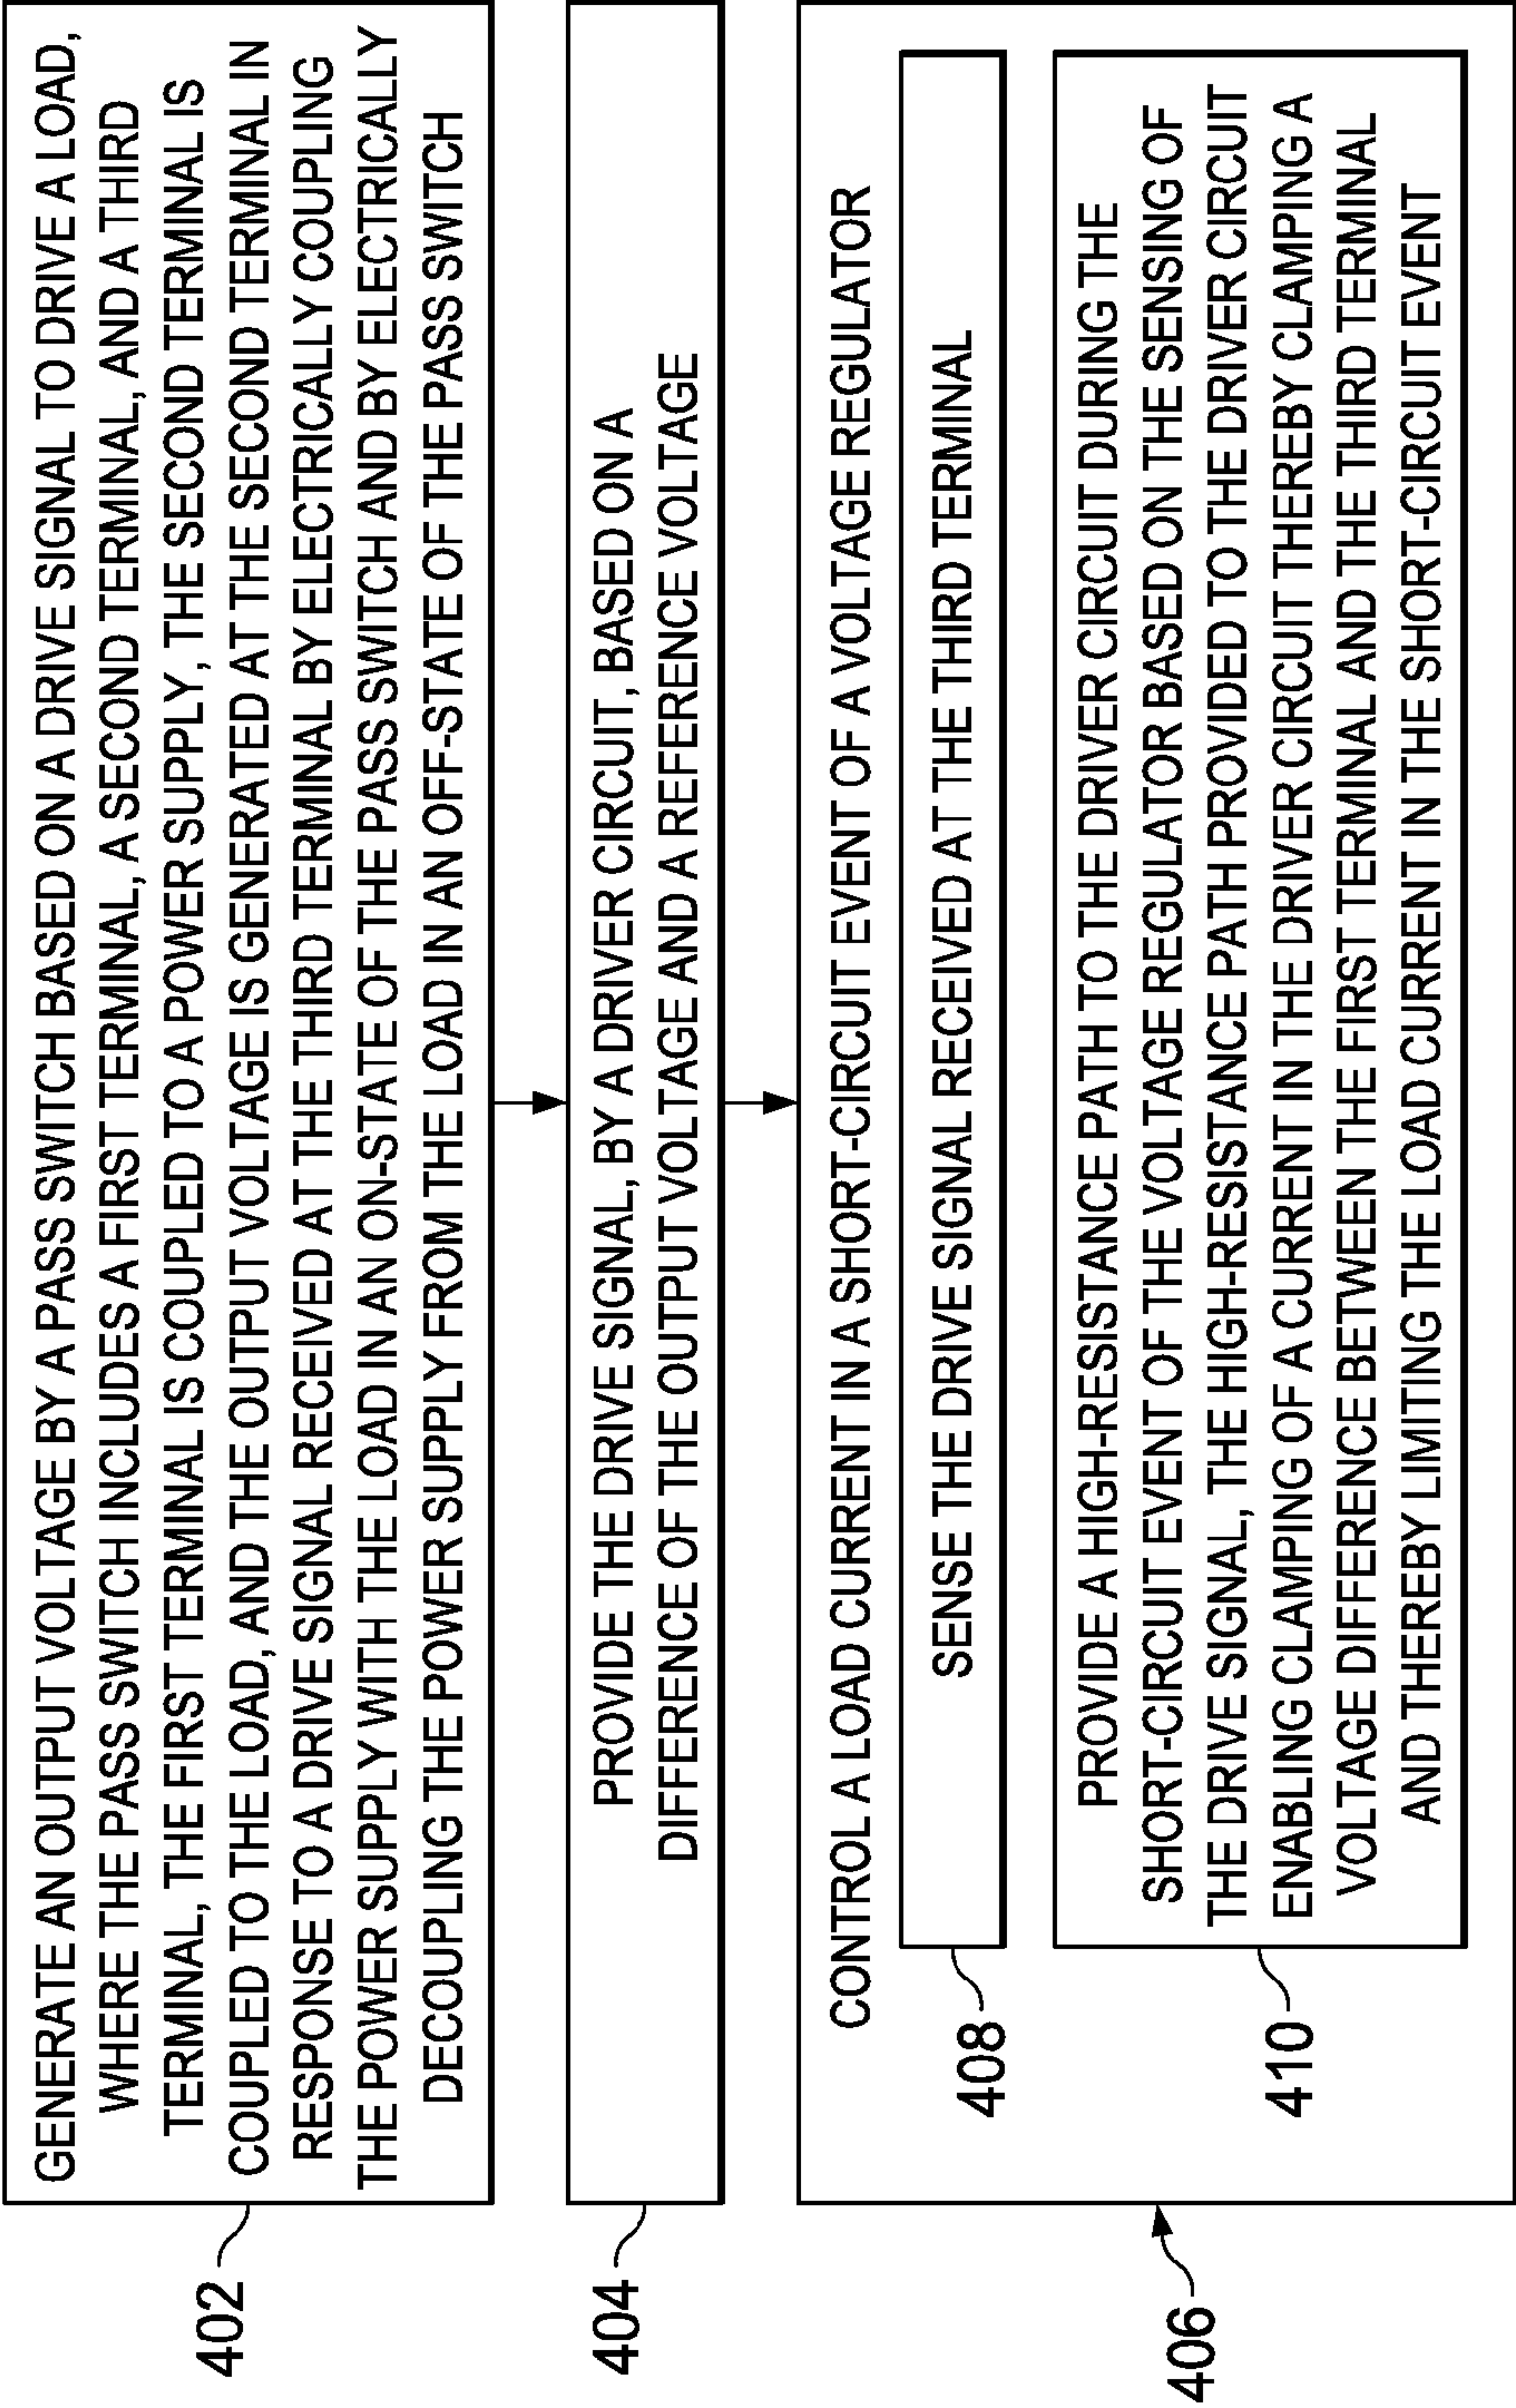 402
GENERATE AN OUTPUT VOLTAGE BY A PASS SWITCH BASED ON A DRIVE SIGNAL TO DRIVE A LOAD,
WHERE THE PASS SWITCH INCLUDES A FIRST TERMINAL, A SECOND TERMINAL, AND A THIRD
TERMINAL, THE FIRST TERMINAL IS COUPLED TO A POWER SUPPLY, THE SECOND TERMINAL IS
COUPLED TO THE LOAD, AND THE OUTPUT VOLTAGE IS GENERATED AT THE SECOND TERMINAL IN
RESPONSE TO A DRIVE SIGNAL RECEIVED AT THE THIRD TERMINAL BY ELECTRICALLY COUPLING
THE POWER SUPPLY WITH THE LOAD IN AN ON-STATE OF THE PASS SWITCH AND BY ELECTRICALLY
DECOUPLING THE POWER SUPPLY FROM THE LOAD IN AN OFF-STATE OF THE PASS SWITCH
404
PROVIDE THE DRIVE SIGNAL, BY A DRIVER CIRCUIT, BASED ON A
DIFFERENCE OF THE OUTPUT VOLTAGE AND A REFERENCE VOLTAGE
406
CONTROL A LOAD CURRENT IN A SHORT-CIRCUIT EVENT OF A VOLTAGE REGULATOR
408
SENSE THE DRIVE SIGNAL RECEIVED AT THE THIRD TERMINAL
410
PROVIDE A HIGH-RESISTANCE PATH TO THE DRIVER CIRCUIT DURING THE
SHORT-CIRCUIT EVENT OF THE VOLTAGE REGULATOR BASED ON THE SENSING OF
THE DRIVE SIGNAL, THE HIGH-RESISTANCE PATH PROVIDED TO THE DRIVER CIRCUIT
ENABLING CLAMPING OF A CURRENT IN THE DRIVER CIRCUIT THEREBY CLAMPING A
VOLTAGE DIFFERENCE BETWEEN THE FIRST TERMINAL AND THE THIRD TERMINAL
AND THEREBY LIMITING THE LOAD CURRENT IN THE SHORT-CIRCUIT EVENT